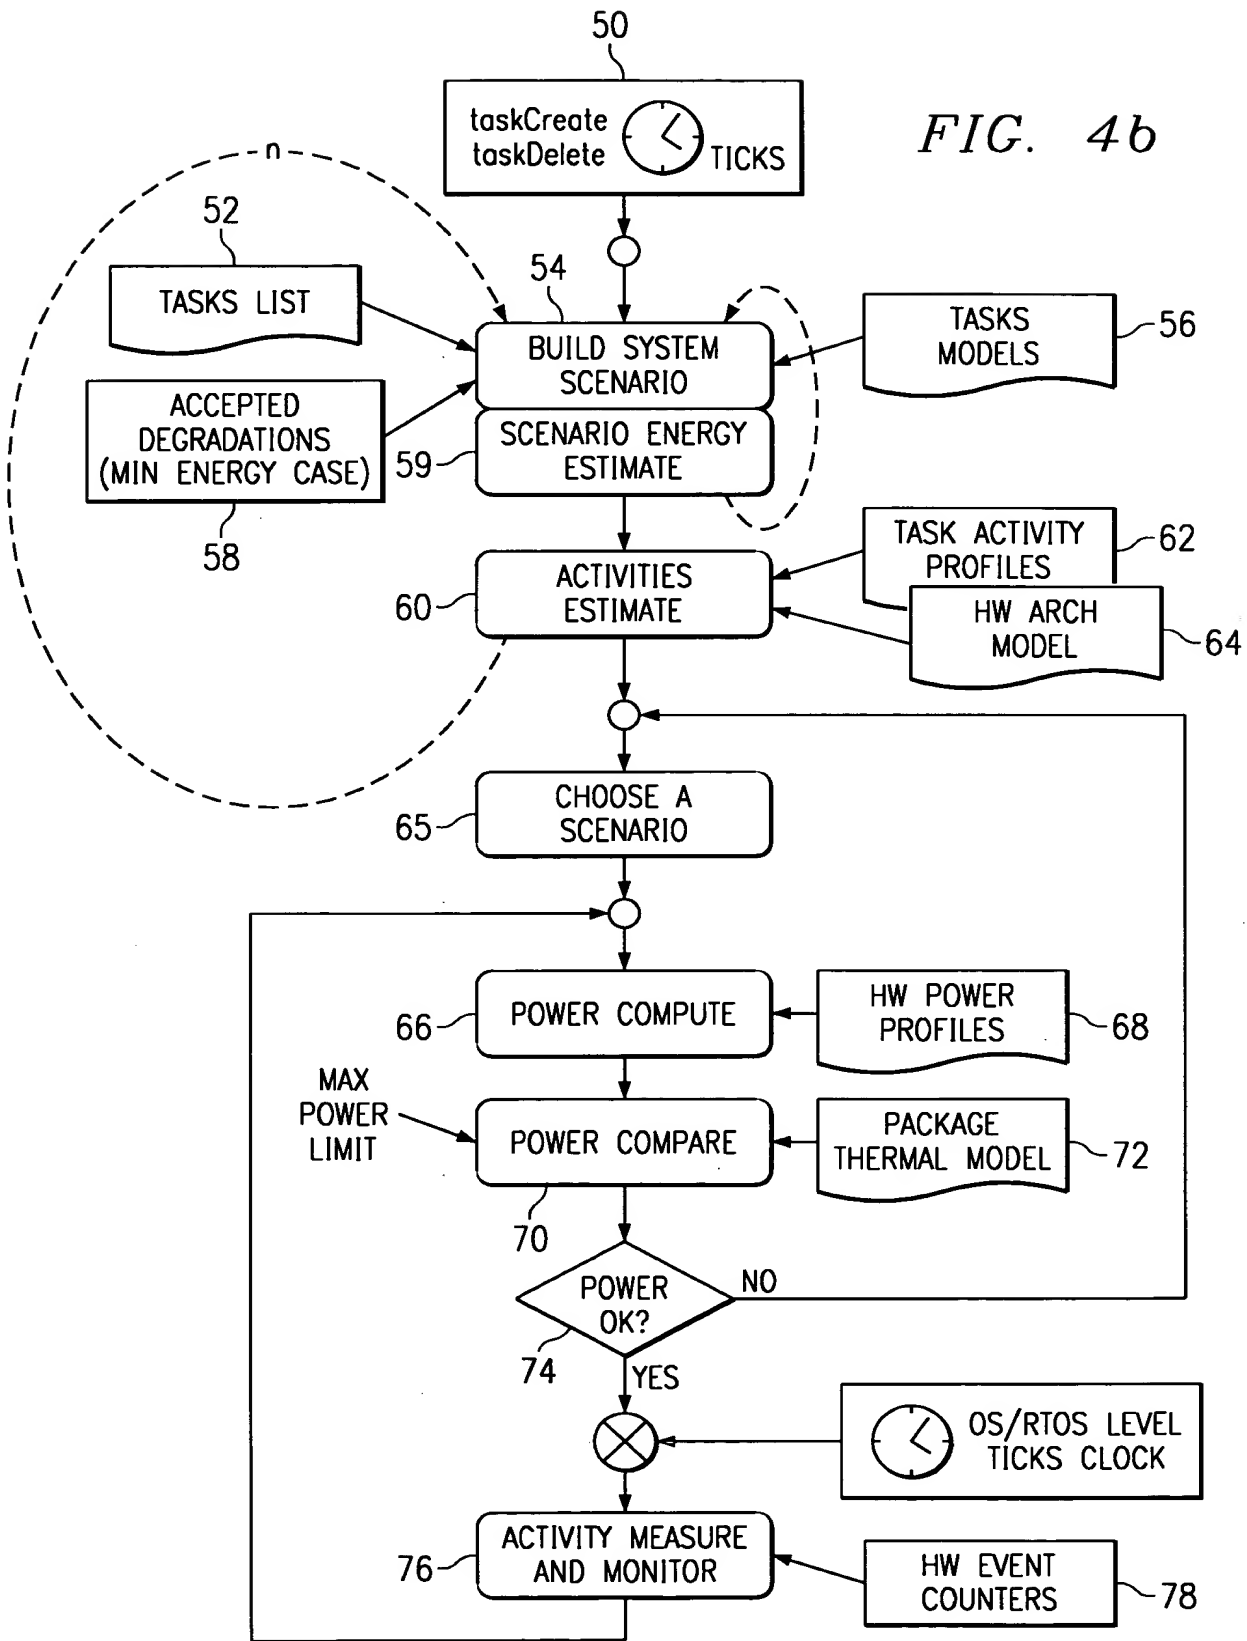 50
taskCreate
taskDelete
TICKS
FIG. 4b
n
52
TASKS LIST
54
BUILD SYSTEM
SCENARIO
TASKS
MODELS
56
ACCEPTED
DEGRADATIONS
(MIN ENERGY CASE)
58
59
SCENARIO ENERGY
ESTIMATE
60
ACTIVITIES
ESTIMATE
TASK ACTIVITY
PROFILES
62
HW ARCH
MODEL
64
65
CHOOSE A
SCENARIO
66
POWER COMPUTE
HW POWER
PROFILES
68
MAX
POWER
LIMIT
POWER COMPARE
70
PACKAGE
THERMAL MODEL
72
POWER
OK?
74
NO
YES
OS/RTOS LEVEL
TICKS CLOCK
76
ACTIVITY MEASURE
AND MONITOR
HW EVENT
COUNTERS
78